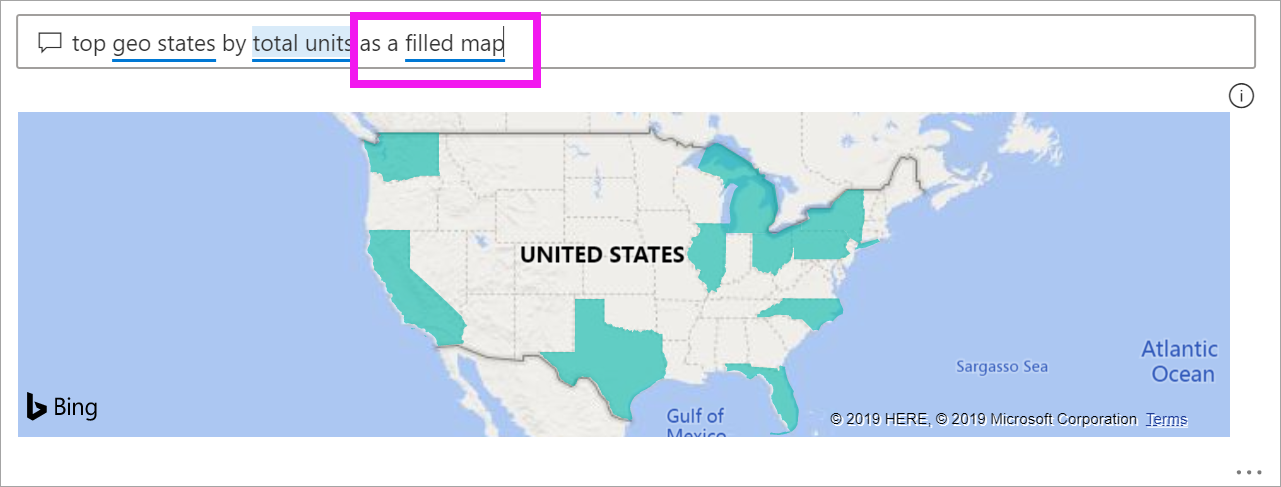 top geo states by total units as a filled map
UNITED STATES
Atlantic
Ocean
Sargasso Sea
Gulf of
Mexico
Bing
© 2019 HERE, © 2019 Microsoft Corporation Terms